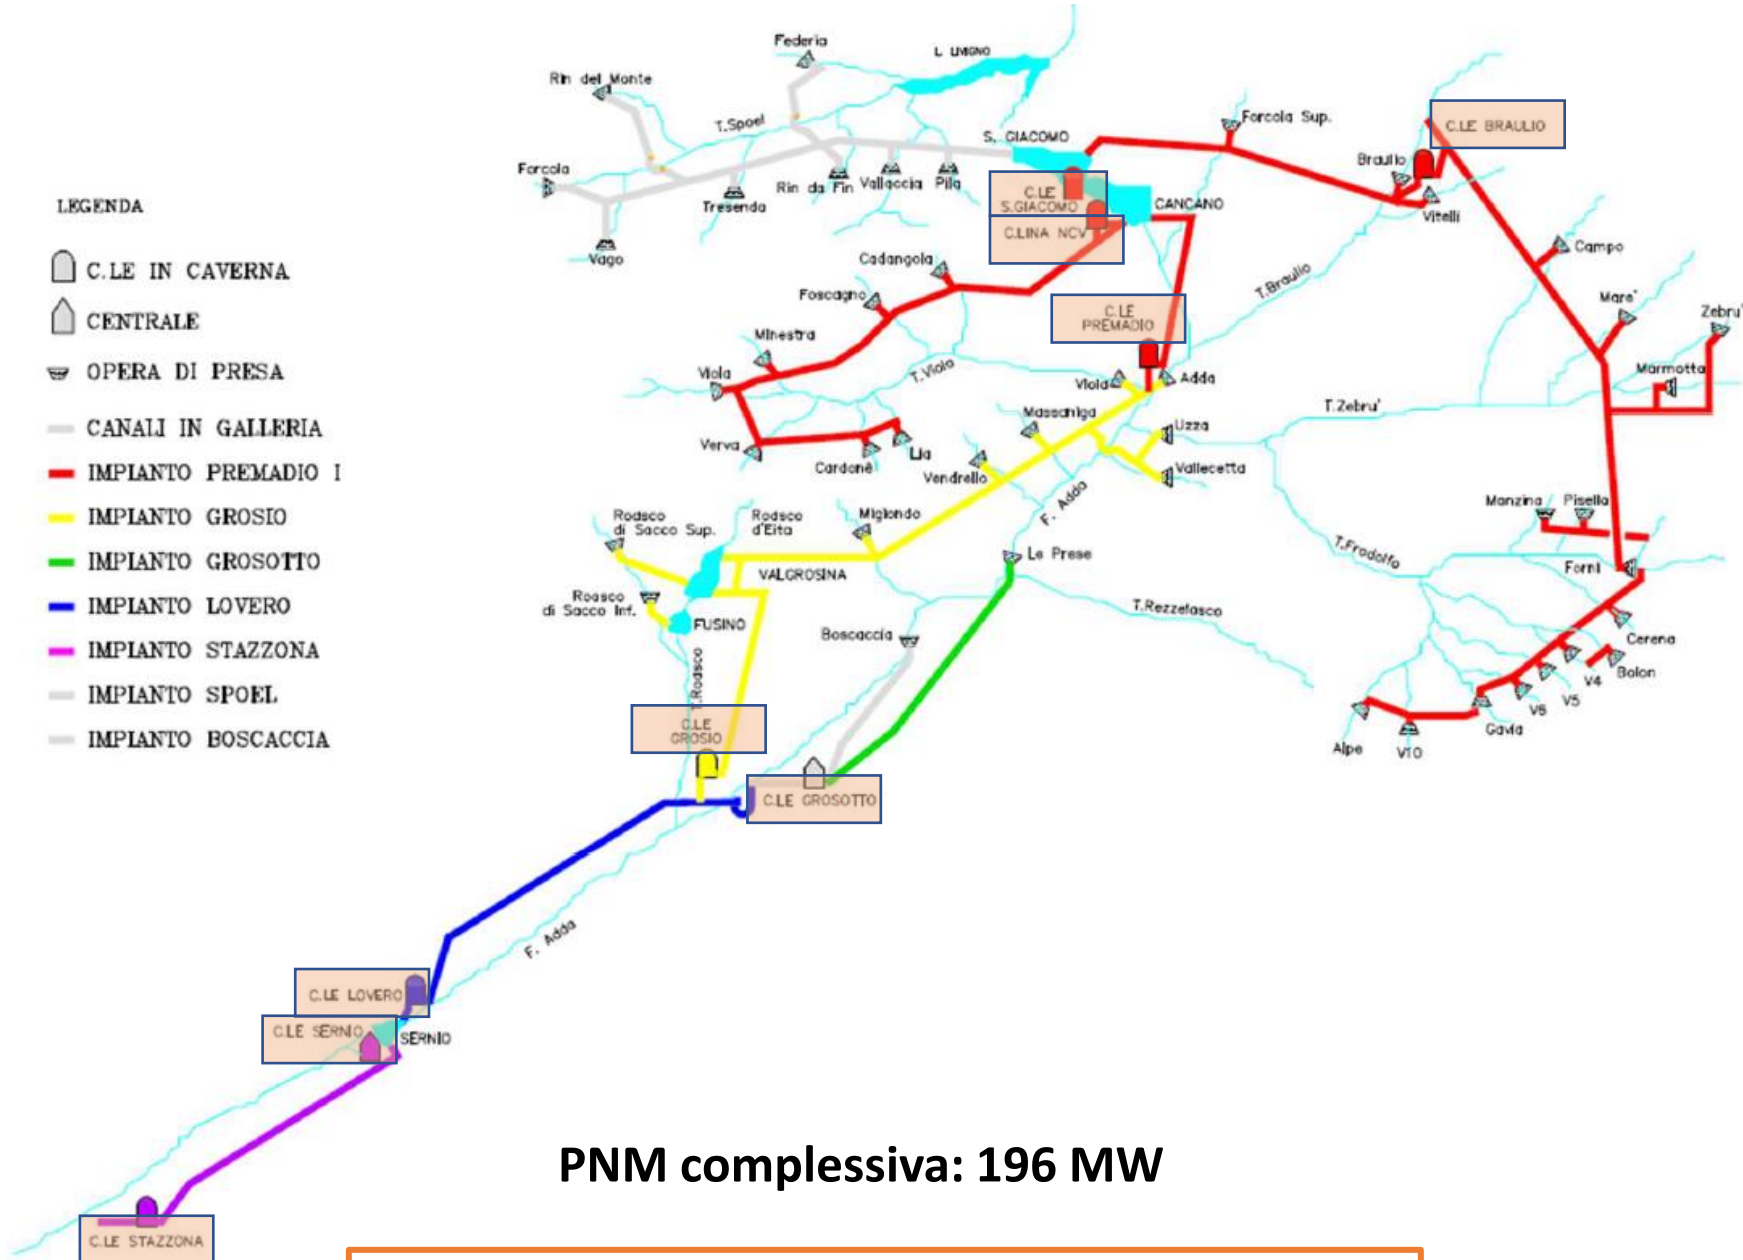 Federia
L. LIVIGNO
Rin del Monte
T.Spoel
Forcola Sup.
C.LE BRAULIO
S. GIACOMO
Braulio
Forcola
Tresenda
Rin da Fin
Vallaccia
Pila
C.LE
S.GIACOMO
CANCANO
Vitelli
C.LINA NCV
Vago
Cadangola
Campo
T.Braulio
Foscagno
Mare'
Zebru'
C.LE
PREMADIO
Minestra
Viola
T.Viola
Viola
Adda
Marmotta
Massaniga
T.Zebru'
Uzza
Verva
Cardonè
Lia
Vendrello
Vallecetta
F. Adda
Manzina
Pisella
Roasco
di Sacco Sup.
Roasco
d'Eita
Migiondo
Le Prese
T.Frodolfo
Forni
VALGROSINA
Roasco
di Sacco Inf.
FUSINO
T.Rezzelasco
Boscaccia
T.Roasco
Cerena
Bolon
V4
V5
V6
Gavia
Alpe
V10
C.LE
GROSIO
C.LE GROSOTTO
F. Adda
C.LE LOVERO
C.LE SERNIO
SERNIO
C.LE STAZZONA
LEGENDA
C.LE IN CAVERNA
CENTRALE
OPERA DI PRESA
CANALI IN GALLERIA
IMPIANTO PREMADIO I
IMPIANTO GROSIO
IMPIANTO GROSOTTO
IMPIANTO LOVERO
IMPIANTO STAZZONA
IMPIANTO SPOEL
IMPIANTO BOSCACCIA
PNM complessiva: 196 MW